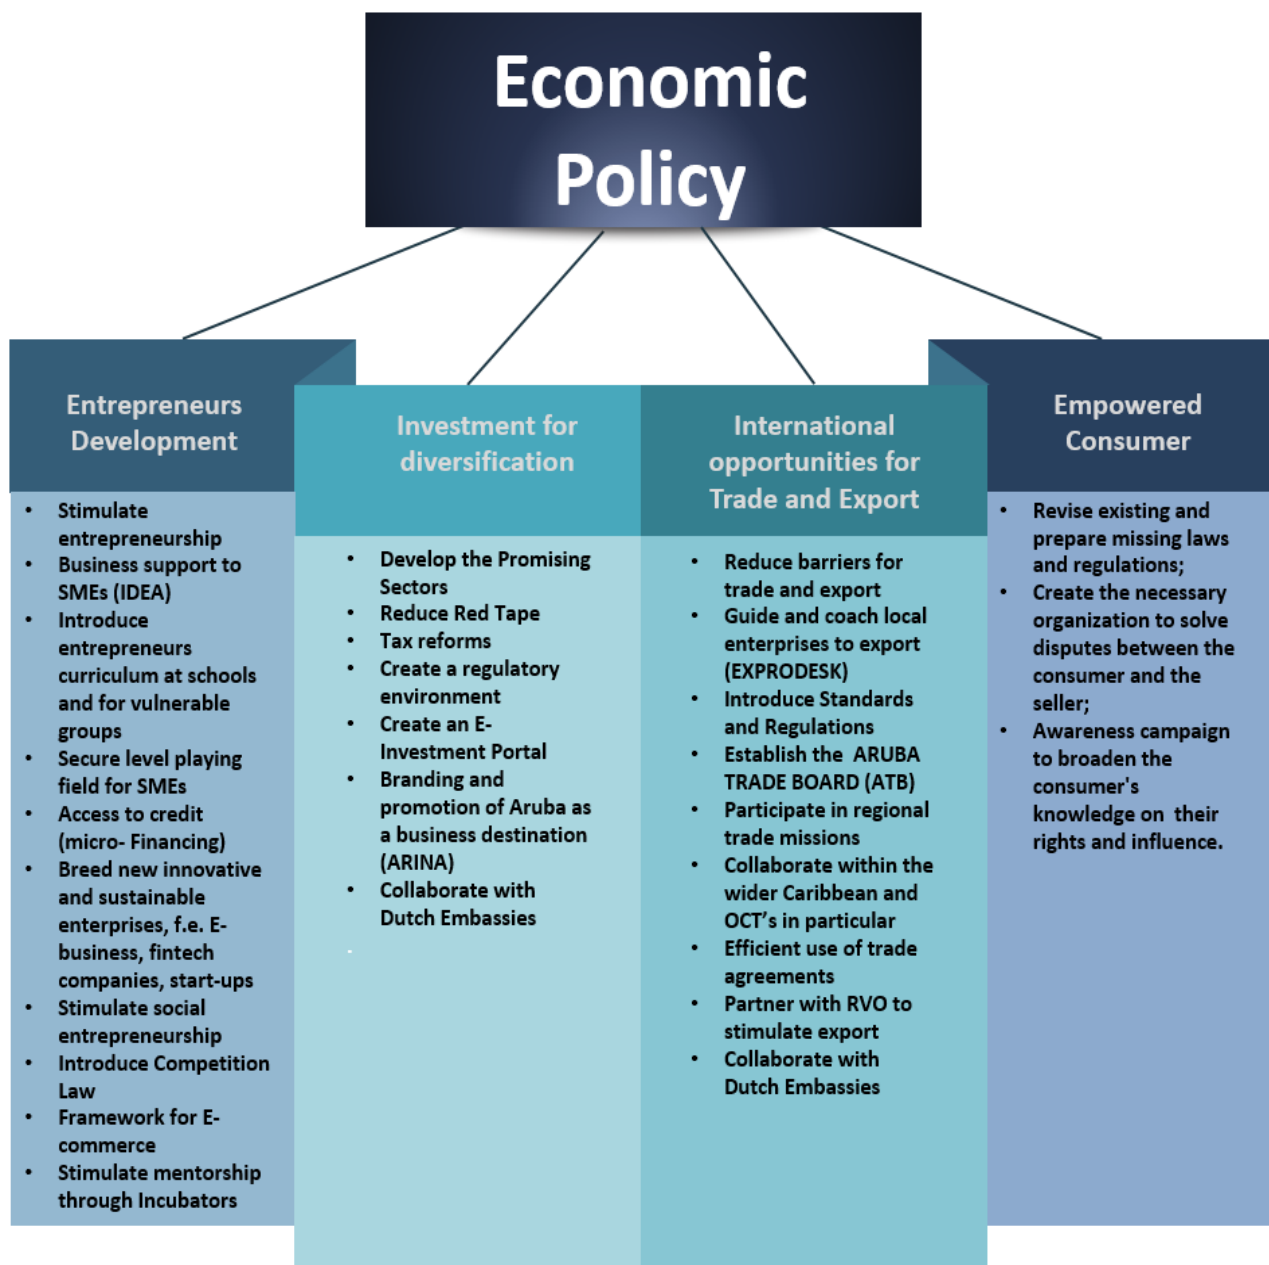 Economic
Policy
Entrepreneurs
Development
• Stimulate
entrepreneurship
• Business support to
SMEs (IDEA)
• Introduce
entrepreneurs
curriculum at schools
and for vulnerable
groups
• Secure level playing
field for SMEs
• Access to credit
(micro- Financing)
• Breed new innovative
and sustainable
enterprises, f.e. E-
business, fintech
companies, start-ups
• Stimulate social
entrepreneurship
• Introduce Competition
Law
• Framework for E-
commerce
• Stimulate mentorship
through Incubators
Investment for
diversification
• Develop the Promising
Sectors
• Reduce Red Tape
• Tax reforms
• Create a regulatory
environment
• Create an E-
Investment Portal
• Branding and
promotion of Aruba as
a business destination
(ARINA)
• Collaborate with
Dutch Embassies
International
opportunities for
Trade and Export
• Reduce barriers for
trade and export
• Guide and coach local
enterprises to export
(EXPRODESK)
• Introduce Standards
and Regulations
• Establish the  ARUBA
TRADE BOARD (ATB)
• Participate in regional
trade missions
• Collaborate within the
wider Caribbean and
OCT’s in particular
• Efficient use of trade
agreements
• Partner with RVO to
stimulate export
• Collaborate with
Dutch Embassies
Empowered
Consumer
• Revise existing and
prepare missing laws
and regulations;
• Create the necessary
organization to solve
disputes between the
consumer and the
seller;
• Awareness campaign
to broaden the
consumer's
knowledge on  their
rights and influence.